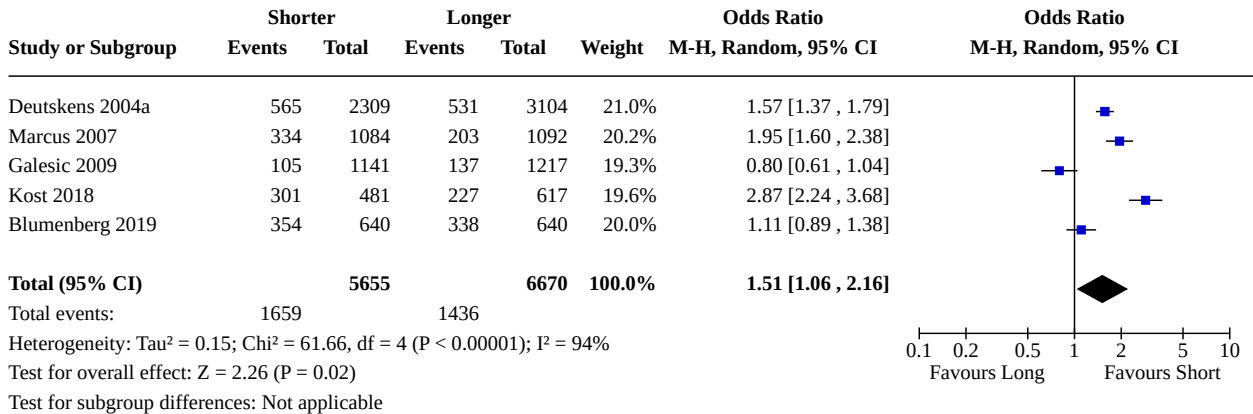 Shorter Longer Odds Ratio Odds Ratio
Study or Subgroup Events Total Events Total Weight M-H, Random, 95% CI M-H, Random, 95% CI
Deutskens 2004a 565 2309 531 3104 21.0% 1.57 [1.37 , 1.79]
Marcus 2007 334 1084 203 1092 20.2% 1.95 [1.60 , 2.38]
Galesic 2009 105 1141 137 1217 19.3% 0.80 [0.61 , 1.04]
Kost 2018 301 481 227 617 19.6% 2.87 [2.24 , 3.68]
Blumenberg 2019 354 640 338 640 20.0% 1.11 [0.89 , 1.38]
Total (95% CI) 5655 6670 100.0% 1.51 [1.06 , 2.16]
Total events: 1659 1436
Heterogeneity: Tau² = 0.15; Chi² = 61.66, df = 4 (P < 0.00001); I² = 94%
0.1 0.2 0.5 1 2 5 10
Test for overall effect: Z = 2.26 (P = 0.02)
Favours Long Favours Short
Test for subgroup differences: Not applicable